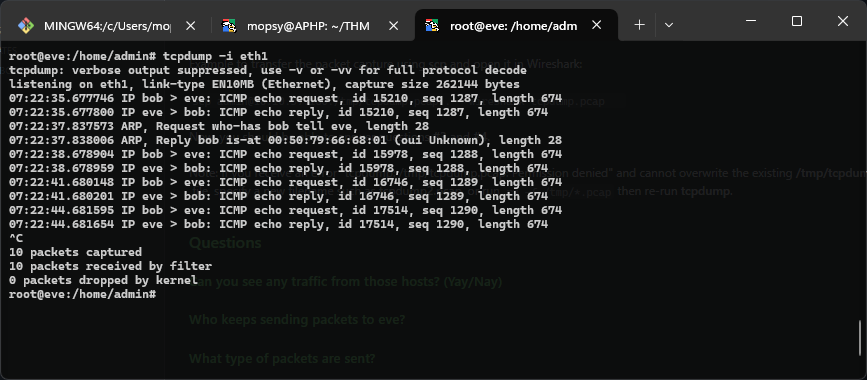 MINGW64:/c/Users/mop
mopsy@APHP: ~/THM
root@eve: /home/adm
root@eve:/home/admin# tcpdump -i eth1
tcpdump: verbose output suppressed, use -v or -vv for full protocol decode
listening on eth1, link-type EN10MB (Ethernet), capture size 262144 bytes
07:22:35.677746 IP bob > eve: ICMP echo request, id 15210, seq 1287, length 674
07:22:35.677800 IP eve > bob: ICMP echo reply, id 15210, seq 1287, length 674
07:22:37.837573 ARP, Request who-has bob tell eve, length 28
07:22:37.838006 ARP, Reply bob is-at 00:50:79:66:68:01 (oui Unknown), length 28
07:22:38.678904 IP bob > eve: ICMP echo request, id 15978, seq 1288, length 674
07:22:38.678959 IP eve > bob: ICMP echo reply, id 15978, seq 1288, length 674
07:22:41.680148 IP bob > eve: ICMP echo request, id 16746, seq 1289, length 674
07:22:41.680201 IP eve > bob: ICMP echo reply, id 16746, seq 1289, length 674
07:22:44.681595 IP bob > eve: ICMP echo request, id 17514, seq 1290, length 674
07:22:44.681654 IP eve > bob: ICMP echo reply, id 17514, seq 1290, length 674
^C
10 packets captured
10 packets received by filter
0 packets dropped by kernel
root@eve:/home/admin#
transfer the packet capture using scp and open it in Wireshark:
denied" and cannot overwrite the existing /tmp/tcpdum
then re-run tcpdump.
Questions
Can you see any traffic from those hosts? (Yay/Nay)
Who keeps sending packets to eve?
What type of packets are sent?